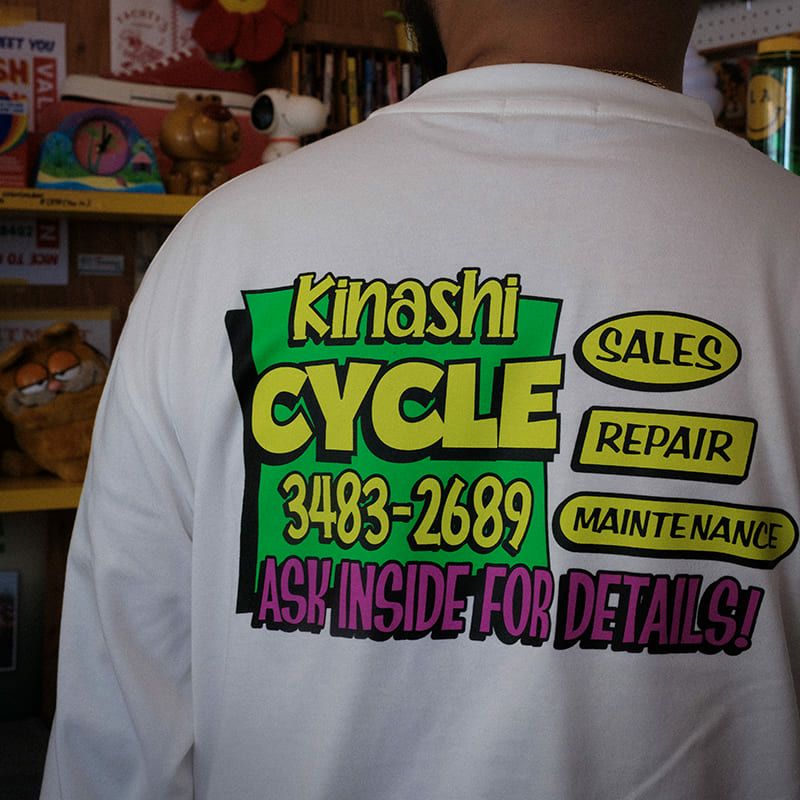 Kinashi
CYCLE
3483-2689
ASK INSIDE FOR DETAILS!
SALES
REPAIR
MAINTENANCE